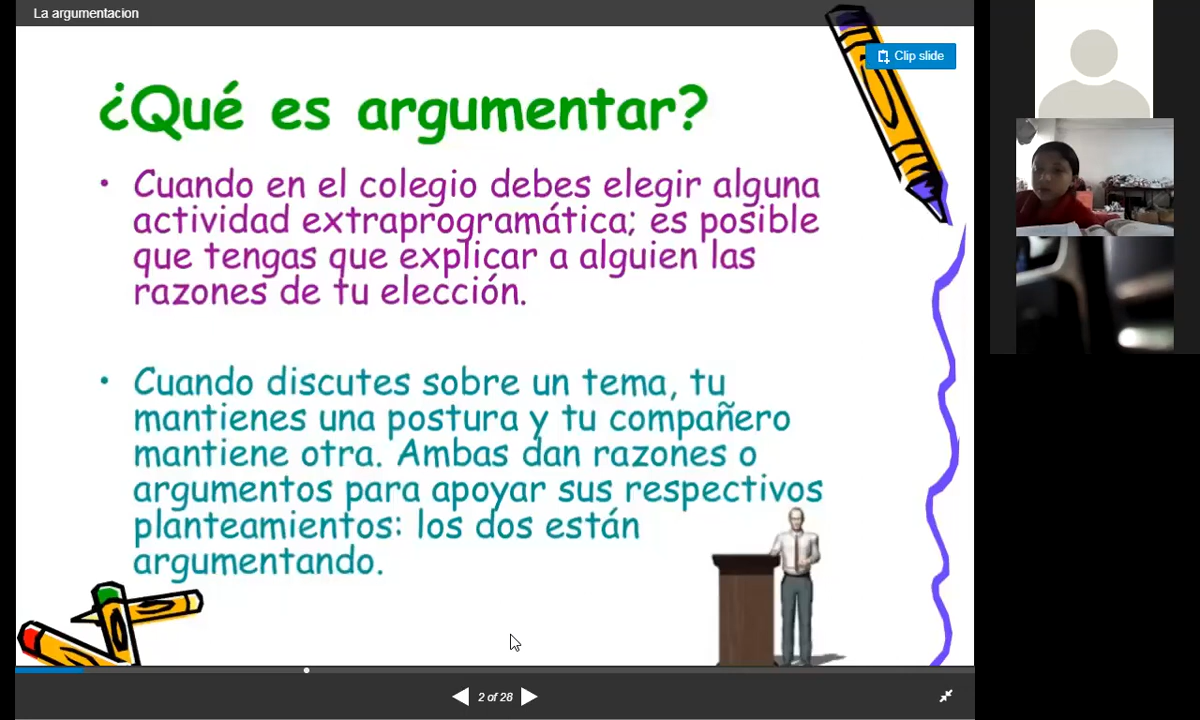 La argumentacion
Clip slide
¿Qué es argumentar?
• Cuando en el colegio debes elegir alguna
actividad extraprogramática; es posible
que tengas que explicar a alguien las
razones de tu elección.
• Cuando discutes sobre un tema, tu
mantienes una postura y tu compañero
mantiene otra. Ambas dan razones o
argumentos para apoyar sus respectivos
planteamientos: los dos están
argumentando.
2 of 28